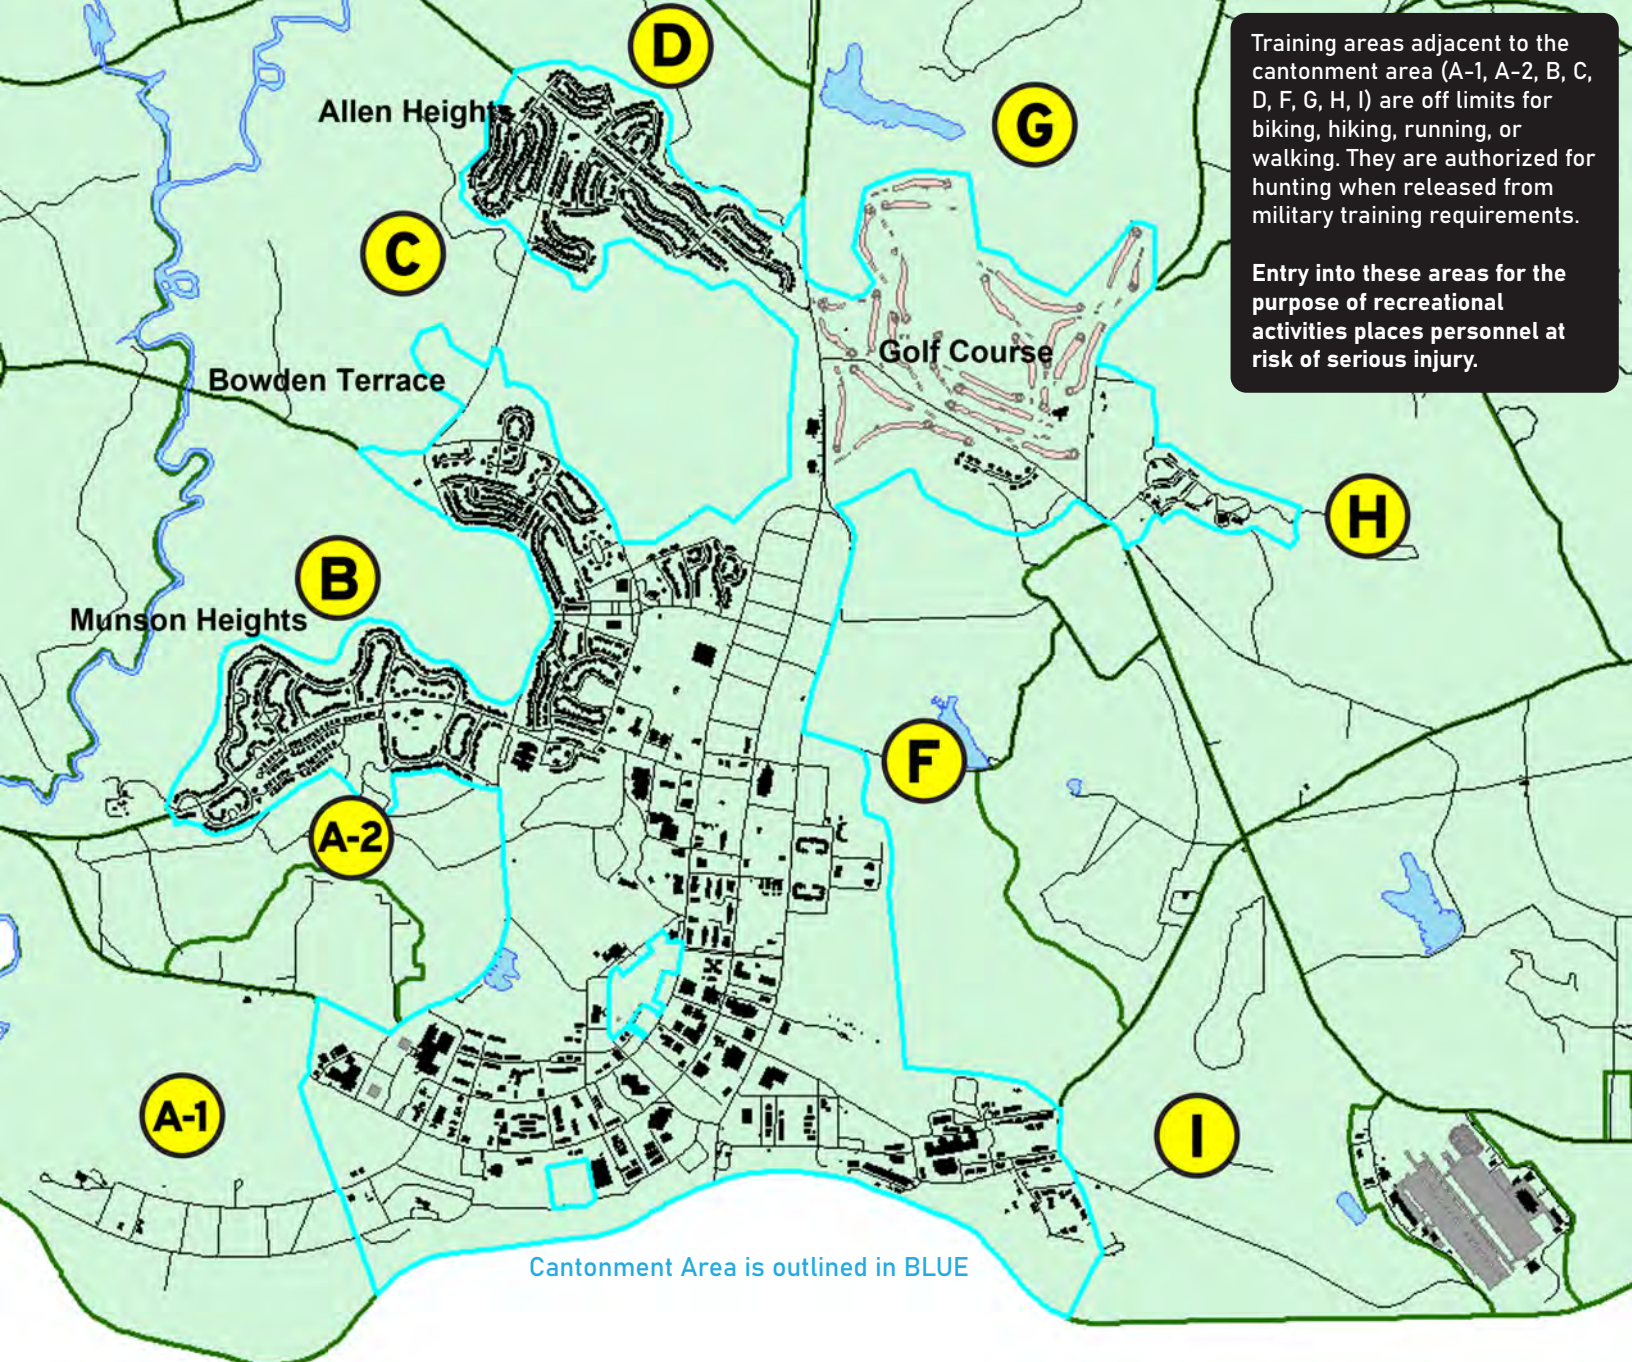 D
Training areas adjacent to the
cantonment area (A-1, A-2, B, C,
D, F, G, H, I) are off limits for
biking, hiking, running, or
walking. They are authorized for
hunting when released from
military training requirements.
Entry into these areas for the
purpose of recreational
activities places personnel at
risk of serious injury.
Allen Heights
G
C
Golf Course
Bowden Terrace
H
B
Munson Heights
F
A-2
A-1
I
Cantonment Area is outlined in BLUE